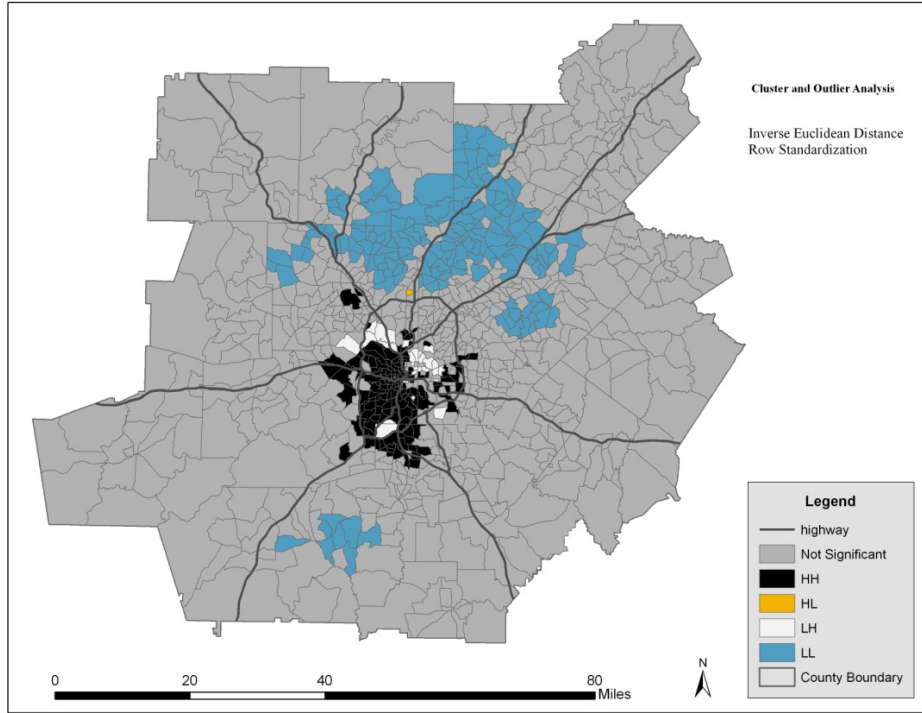 Cluster and Outlier Analysis
Inverse Euclidean Distance
Row Standardization
Legend
highway
Not Significant
HH
HL
LH
LL
County Boundary
N
0 20 40 80
Miles